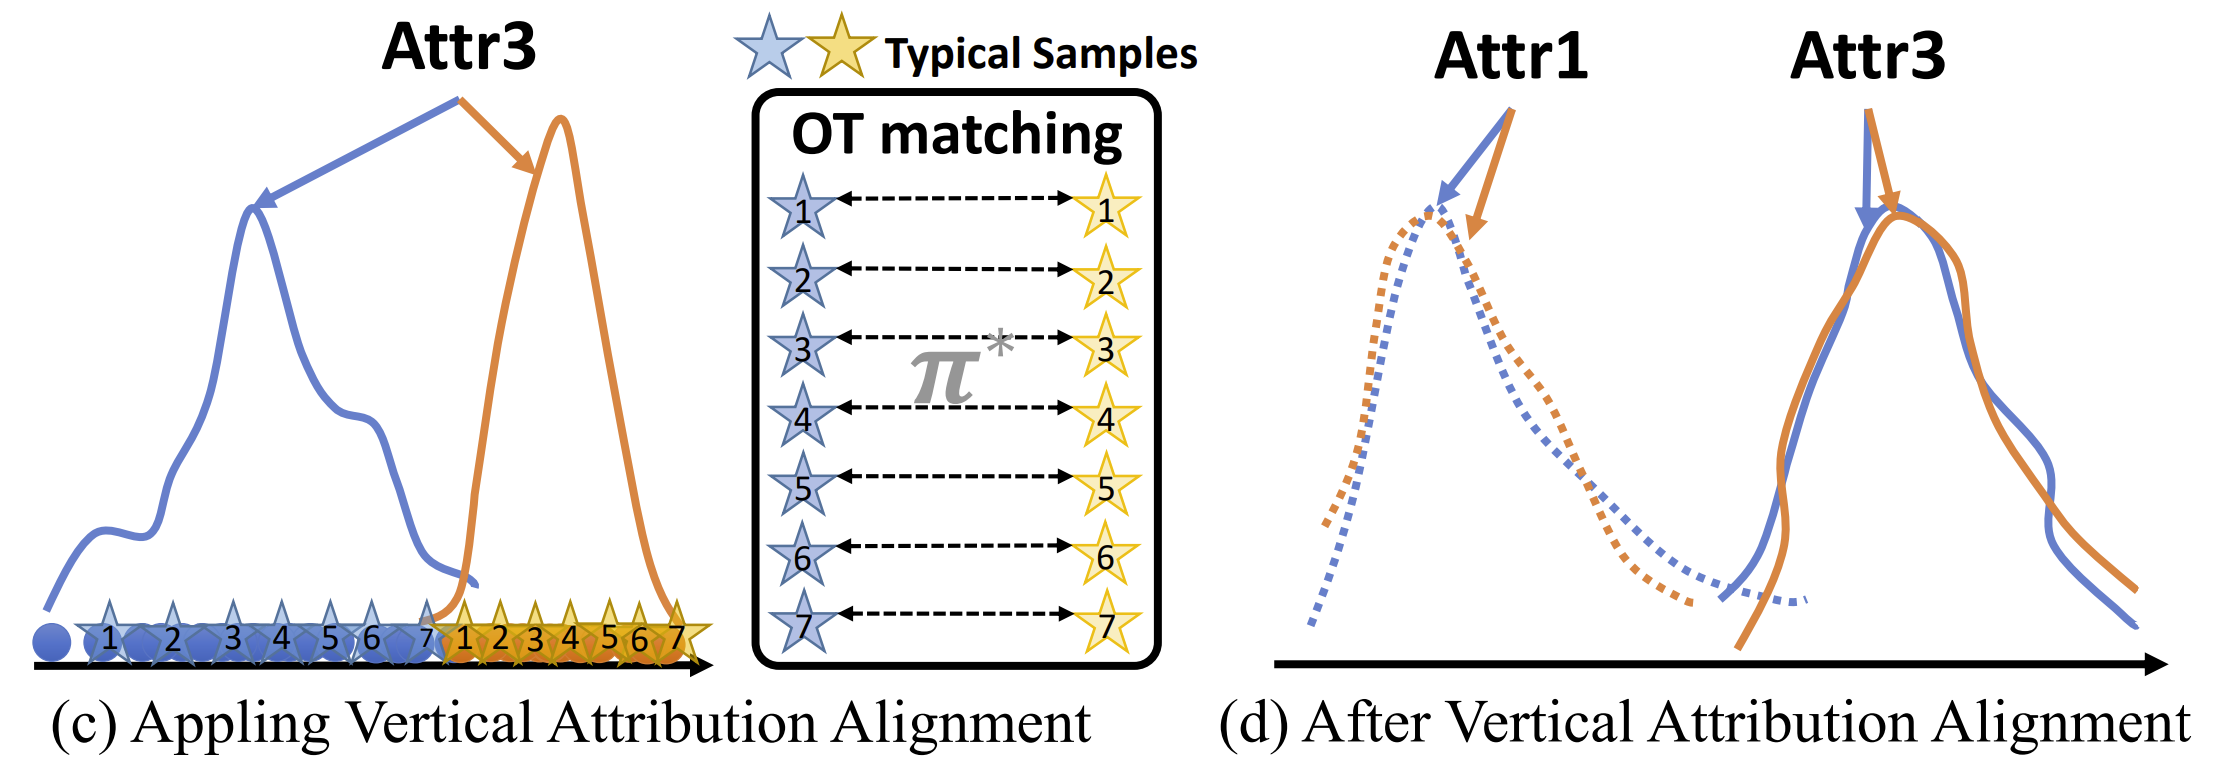 Attr3
Typical Samples
OT matching
1 1
2 2
3 3
π*
4 4
5 5
6 6
7 7
1 2 3 4 5 6 7 1 2 3 4 5 6 7
(c) Appling Vertical Attribution Alignment
Attr1 Attr3
(d) After Vertical Attribution Alignment